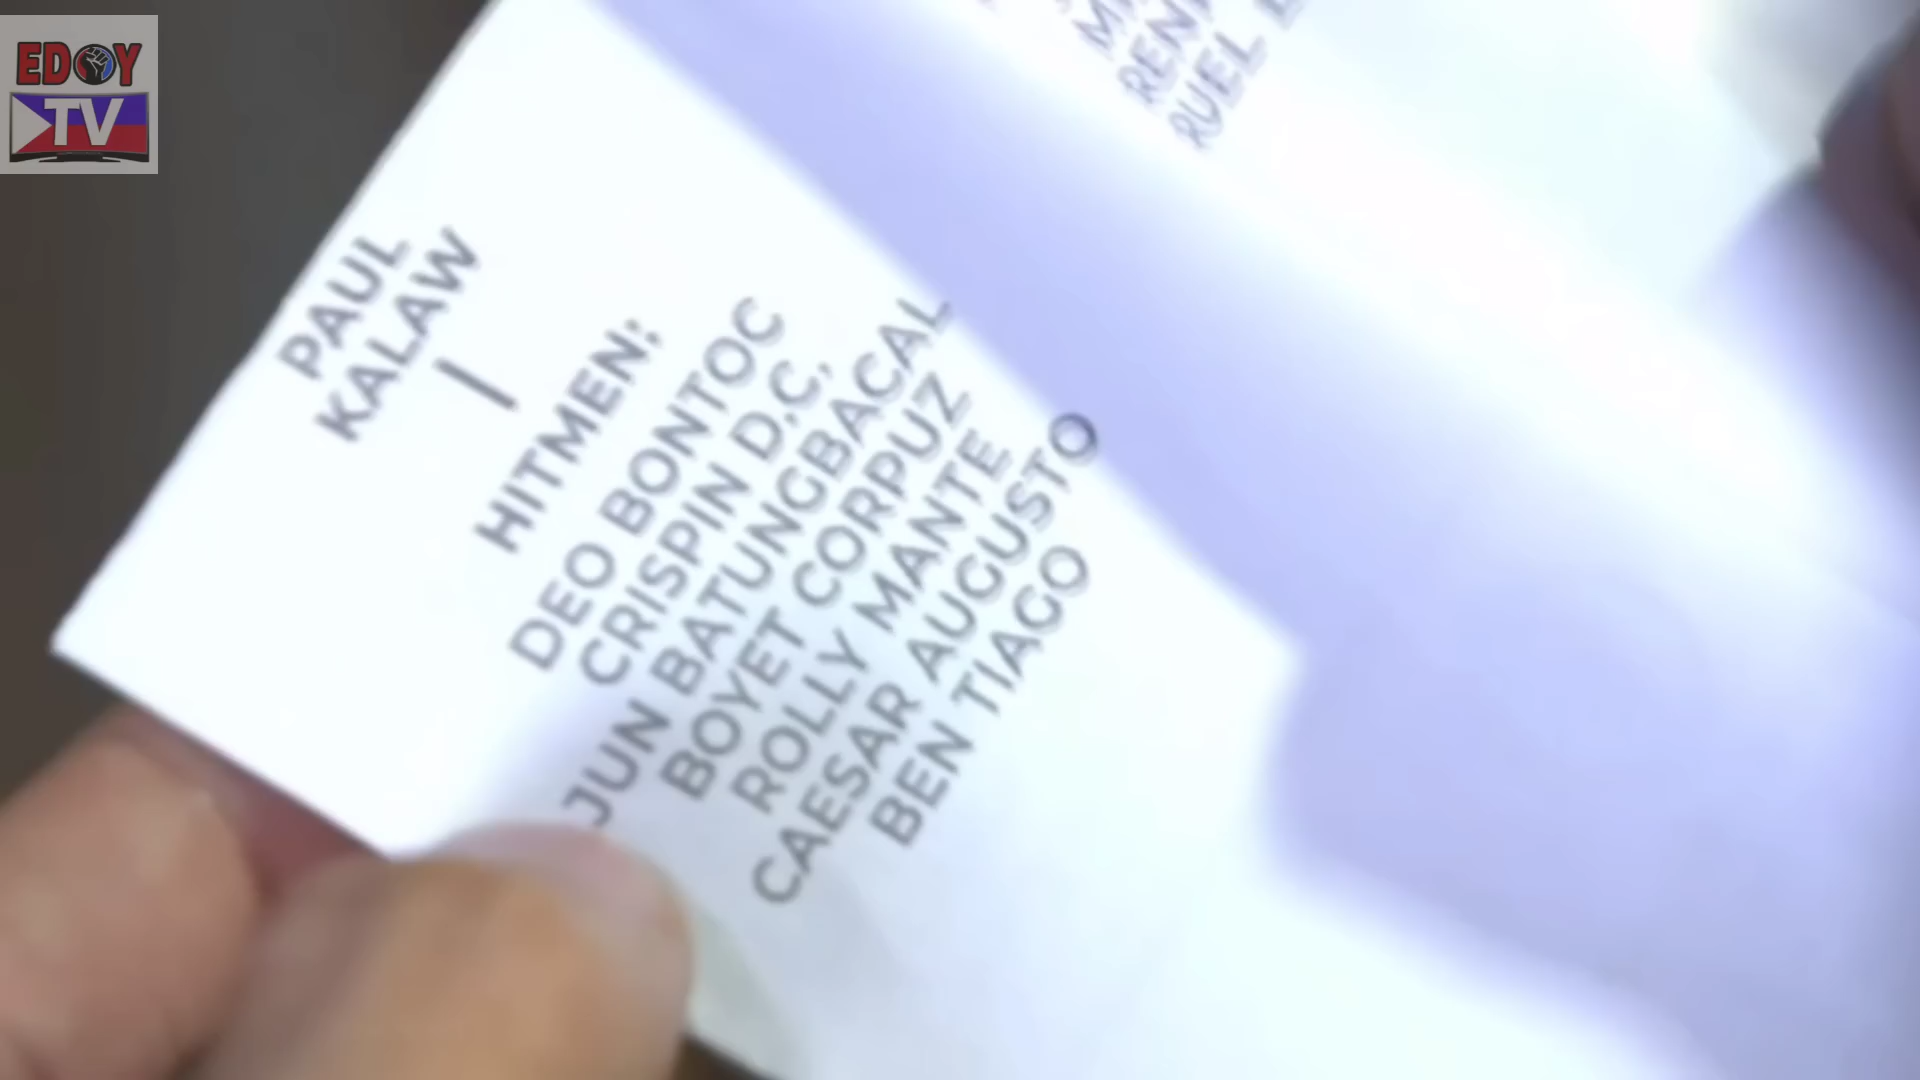 EDOY
TV
RUEL
PAUL
KALAW
HITMEN:
DEO BONTOC
CRISPIN D.C,
JUN BATUNGBACAL
BOYET CORPUZ
ROLLY MANTE
CAESAR AUGUSTO
BEN TIAGO